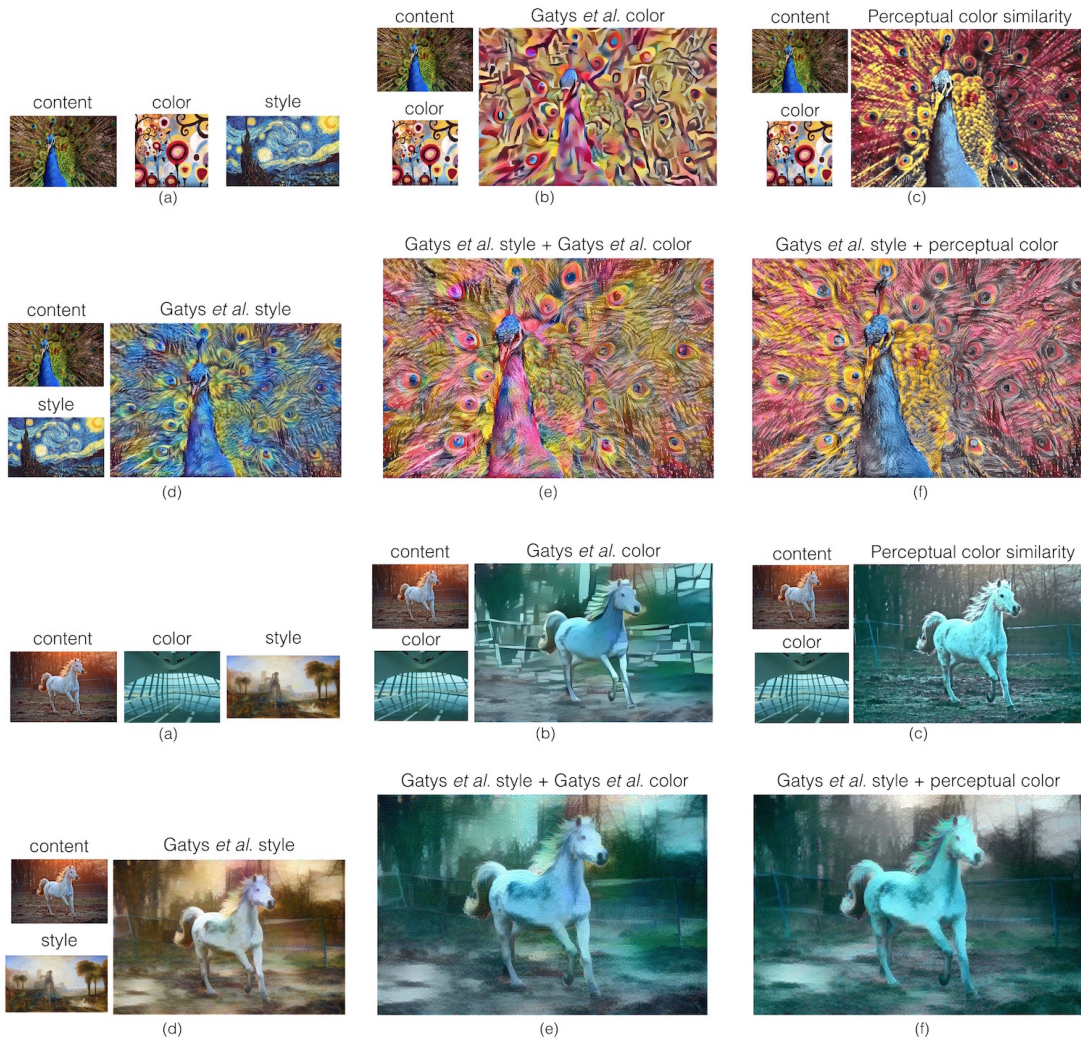 content
Gatys et al. color
content
Perceptual color similarity
content
color
style
color
color
(a)
(b)
(c)
Gatys et al. style + Gatys et al. color
Gatys et al. style + perceptual color
content
Gatys et al. style
style
(d)
(e)
(f)
content
Gatys et al. color
content
Perceptual color similarity
content
color
style
color
color
(a)
(b)
(c)
Gatys et al. style + Gatys et al. color
Gatys et al. style + perceptual color
content
Gatys et al. style
style
(d)
(e)
(f)